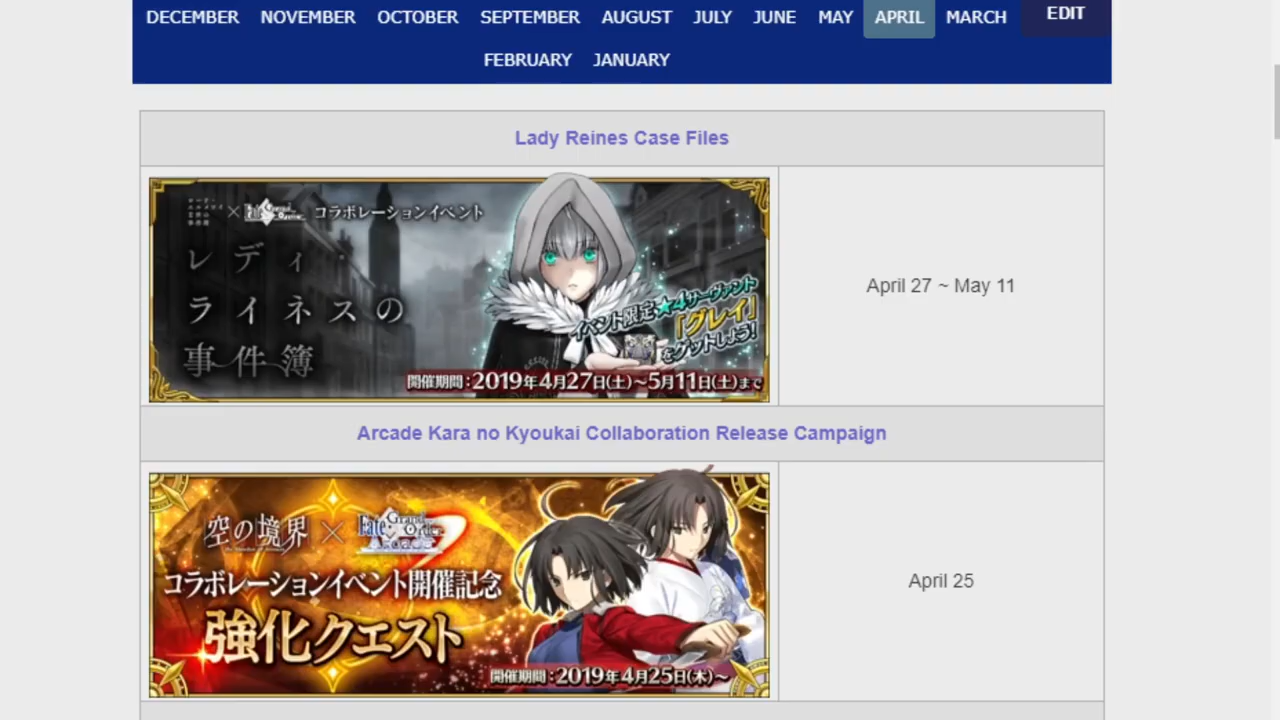 DECEMBER NOVEMBER OCTOBER SEPTEMBER AUGUST JULY JUNE MAY APRIL MARCH EDIT
FEBRUARY JANUARY
Lady Reines Case Files
× Fate Grand Order コラボレーションイベント
レディ・
ライネスの
事件簿
イベント限定★4サーヴァント
「グレイ」
をゲットしよう!
開催期間:2019年4月27日(土)～5月11日(土)まで
April 27 ~ May 11
Arcade Kara no Kyoukai Collaboration Release Campaign
空の境界 × Fate Grand Order Arcade
コラボレーションイベント開催記念
強化クエスト
開催期間:2019年4月25日(木)～
April 25